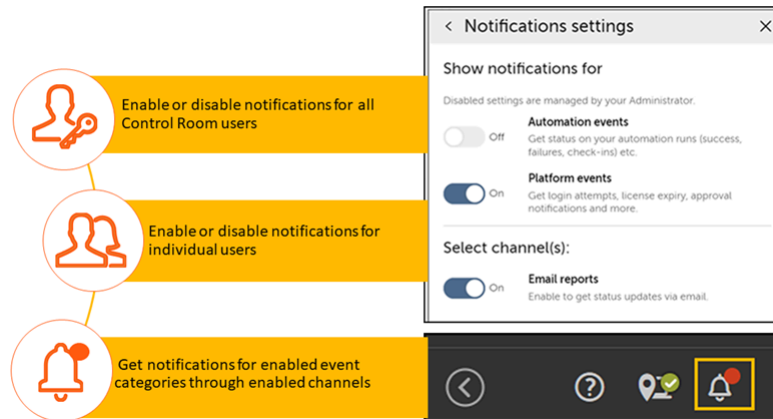 Enable or disable notifications for all
Control Room users
Enable or disable notifications for
individual users
Get notifications for enabled event
categories through enabled channels
Notifications settings
Show notifications for
Disabled settings are managed by your Administrator.
Off
Automation events
Get status on your automation runs (success,
failures, check-ins) etc.
On
Platform events
Get login attempts, license expiry, approval
notifications and more.
Select channel(s):
On
Email reports
Enable to get status updates via email.